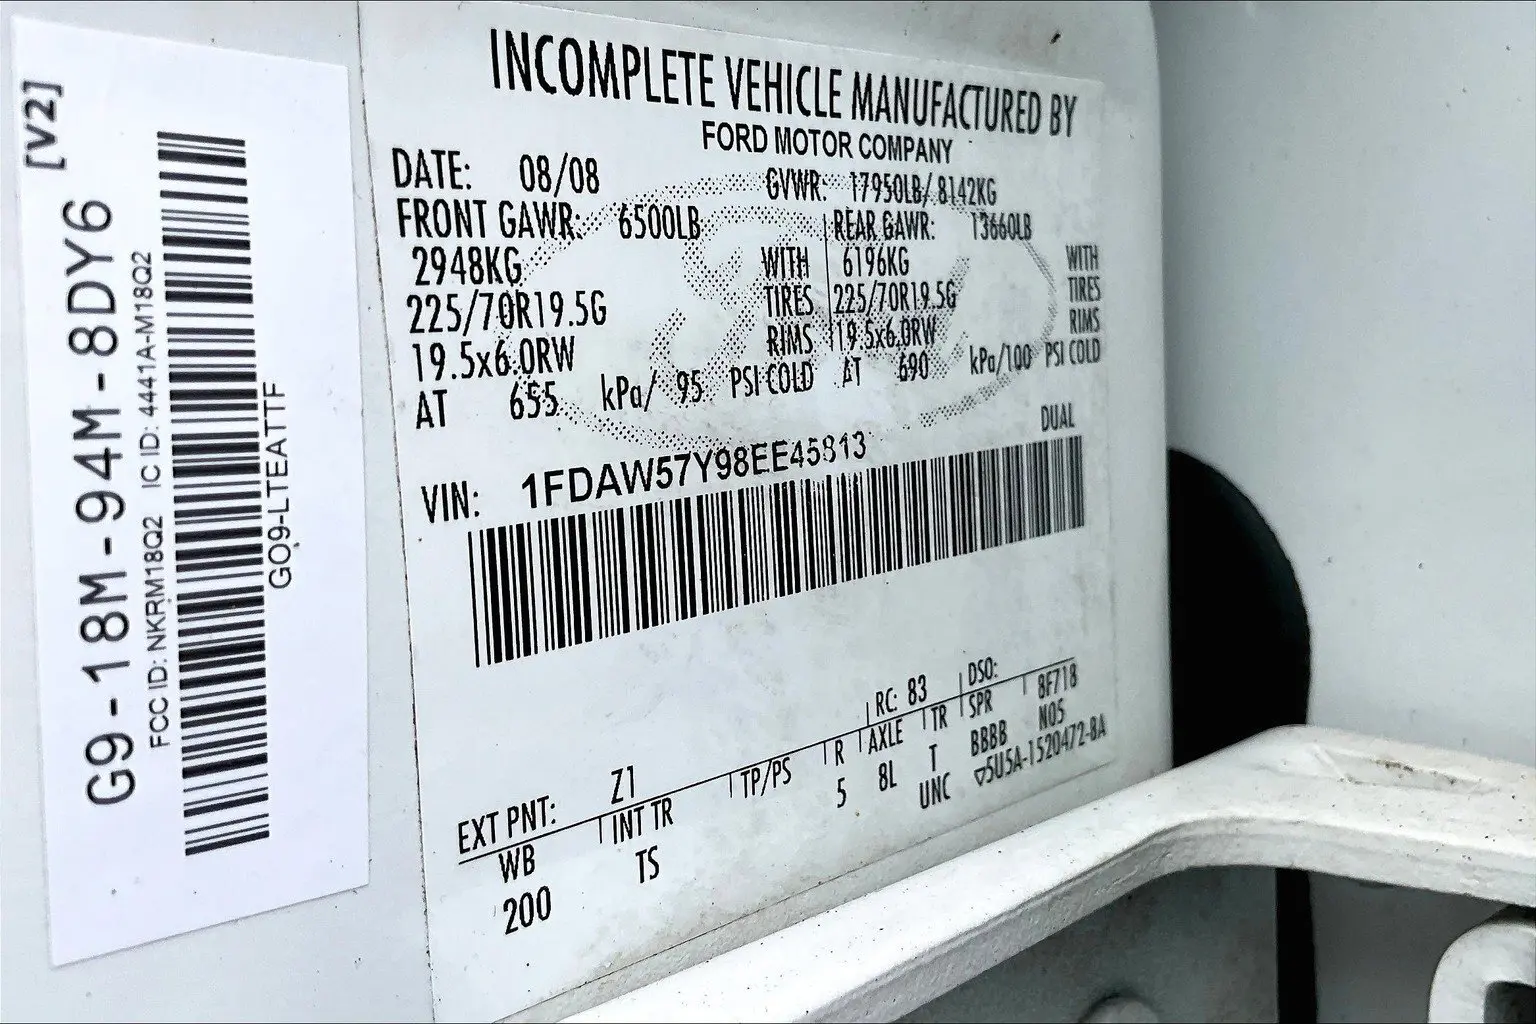 [V2]
G9-18M-94M-8DY6
FCC ID: NKRM18Q2 IC ID: 4441A-M18Q2
GO9-LTEATTF
INCOMPLETE VEHICLE MANUFACTURED BY
FORD MOTOR COMPANY
DATE: 08/08 GVWR: 17950LB/ 8142KG
FRONT GAWR: 6500LB REAR GAWR: 13660LB
2948KG WITH 6196KG WITH
225/70R19.5G TIRES 225/70R19.5G TIRES
19.5x6.0RW RIMS 19.5x6.0RW RIMS
AT 655 kPa/ 95 PSI COLD AT 690 kPa/100 PSI COLD
DUAL
VIN: 1FDAW57Y98EE45813
EXT PNT: Z1 RC: 83 DSO:
WB INT TR TP/PS R AXLE TR SPR 8F718
200 TS 5 8L T BBBB N05
UNC ▽5U5A-1520472-8A